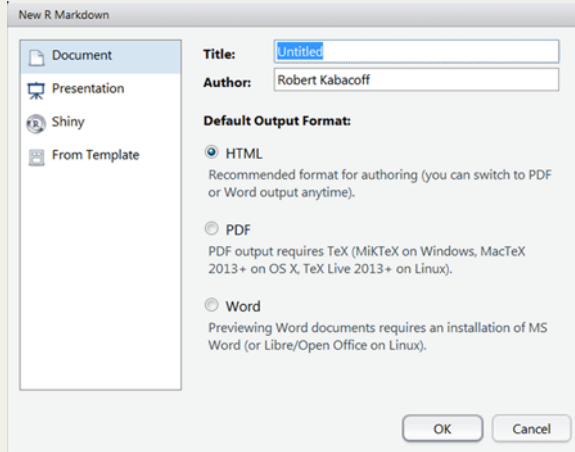 New R Markdown
Document
Presentation
Shiny
From Template
Title: Untitled
Author: Robert Kabacoff
Default Output Format:
HTML
Recommended format for authoring (you can switch to PDF
or Word output anytime).
PDF
PDF output requires TeX (MiKTeX on Windows, MacTeX
2013+ on OS X, TeX Live 2013+ on Linux).
Word
Previewing Word documents requires an installation of MS
Word (or Libre/Open Office on Linux).
OK Cancel